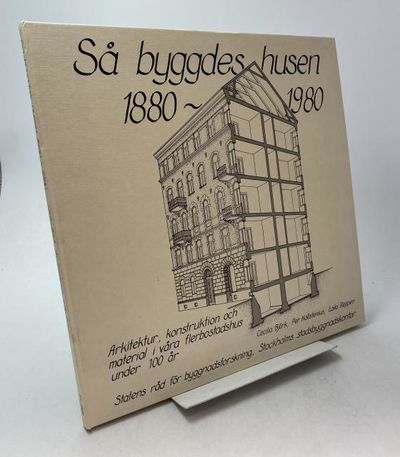 Så byggdes husen
1880~1980
Arkitektur, konstruktion och
material i våra flerbostadshus
under 100 år
Cecilia Björk, Per Kallstenius, Laila Reppen
Statens råd för byggnadsforskning, Stockholms stadsbyggnadskontor